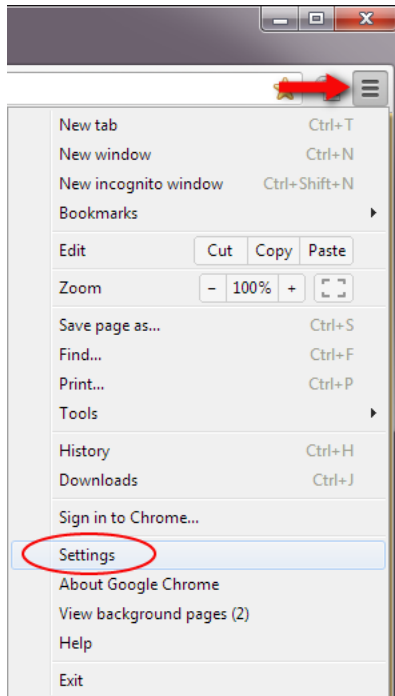 New tab Ctrl+T
New window Ctrl+N
New incognito window Ctrl+Shift+N
Bookmarks
Edit Cut Copy Paste
Zoom - 100% +
Save page as... Ctrl+S
Find... Ctrl+F
Print... Ctrl+P
Tools
History Ctrl+H
Downloads Ctrl+J
Sign in to Chrome...
Settings
About Google Chrome
View background pages (2)
Help
Exit